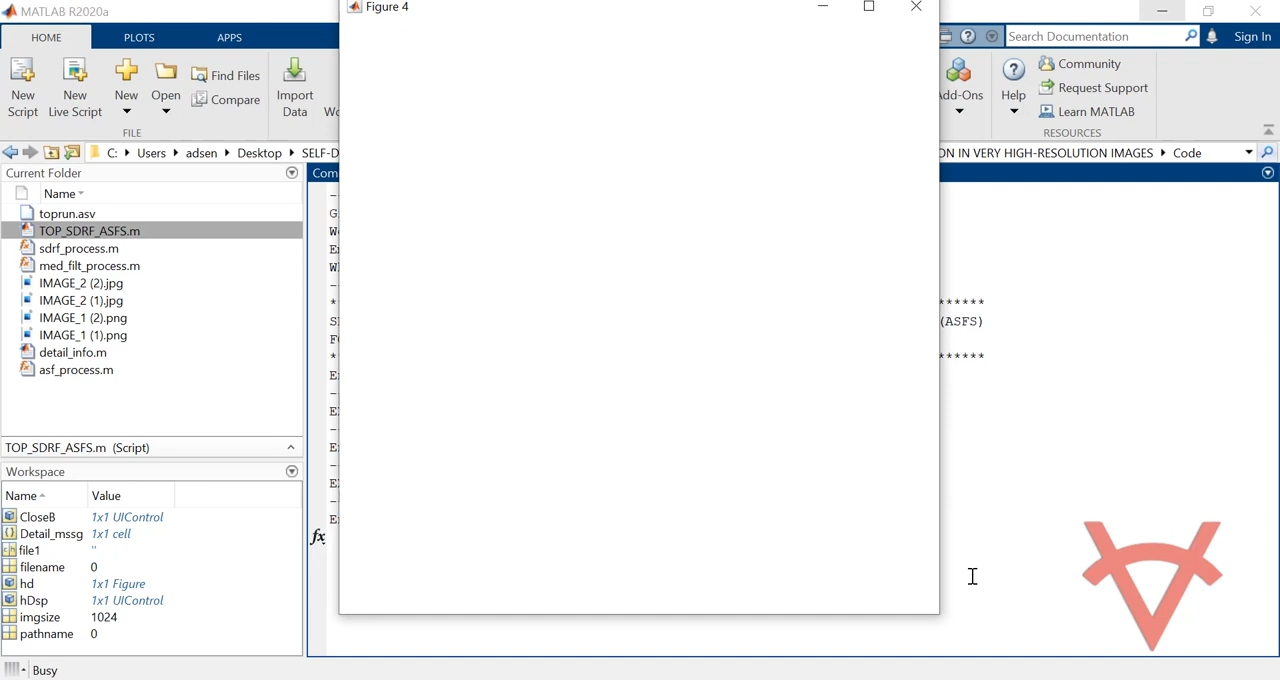 MATLAB R2020a
Figure 4
HOME
PLOTS
APPS
Search Documentation
Sign In
New Script
New Live Script
New
Open
Find Files
Compare
Import Data
FILE
Add-Ons
Help
Community
Request Support
Learn MATLAB
RESOURCES
C: ▸ Users ▸ adsen ▸ Desktop ▸ SELF-D
ON IN VERY HIGH-RESOLUTION IMAGES ▸ Code
Current Folder
Com
Name
toprun.asv
TOP_SDRF_ASFS.m
sdrf_process.m
med_filt_process.m
IMAGE_2 (2).jpg
IMAGE_2 (1).jpg
IMAGE_1 (2).png
IMAGE_1 (1).png
detail_info.m
asf_process.m
******
(ASFS)
******
TOP_SDRF_ASFS.m (Script)
Workspace
Name Value
CloseB 1x1 UIControl
Detail_mssg 1x1 cell
file1 ''
filename 0
hd 1x1 Figure
hDsp 1x1 UIControl
imgsize 1024
pathname 0
fx
Busy